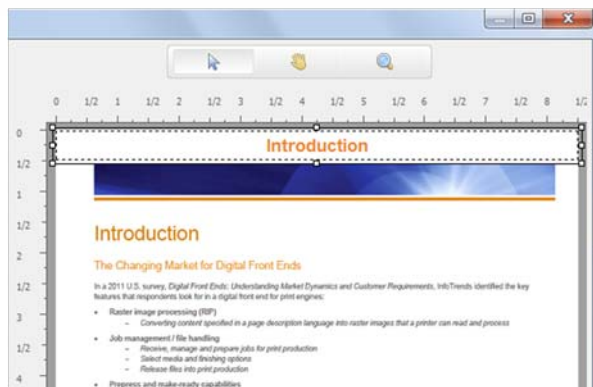 0 1/2 1 1/2 2 1/2 3 1/2 4 1/2 5 1/2 6 1/2 7 1/2 8 1/2
0
Introduction
1/2
1
1/2
Introduction
2
The Changing Market for Digital Front Ends
1/2
In a 2011 U.S. survey, Digital Front Ends: Understanding Market Dynamics and Customer Requirements, InfoTrends identified the key
features that respondents look for in a digital front end for print engines:
3
• Raster image processing (RIP)
– Converting content specified in a page description language into raster images that a printer can read and process
1/2
• Job management / file handling
– Receive, manage and prepare jobs for print production
– Select media and finishing options
– Release files into print production
4
• Prepress and make-ready capabilities